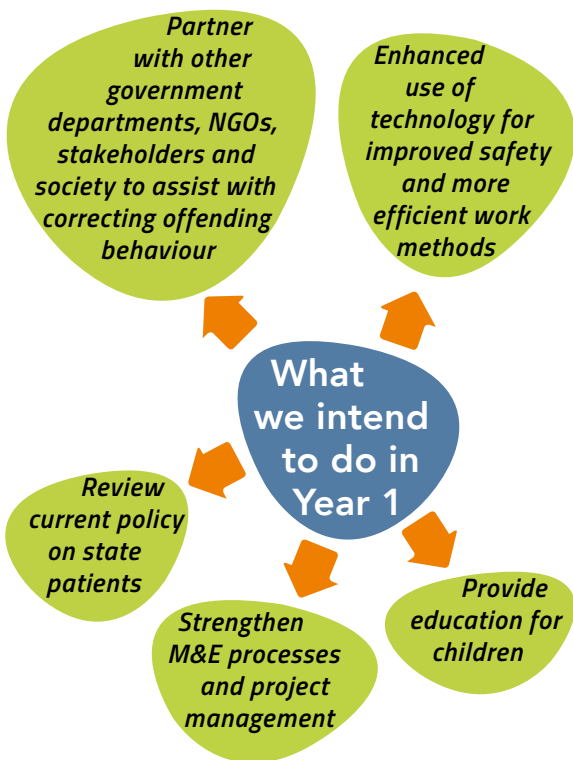 Partner
with other
government
departments, NGOs,
stakeholders and
society to assist with
correcting offending
behaviour
Enhanced
use of
technology for
improved safety
and more
efficient work
methods
What
we intend
to do in
Year 1
Review
current policy
on state
patients
Strengthen
M&E processes
and project
management
Provide
education for
children